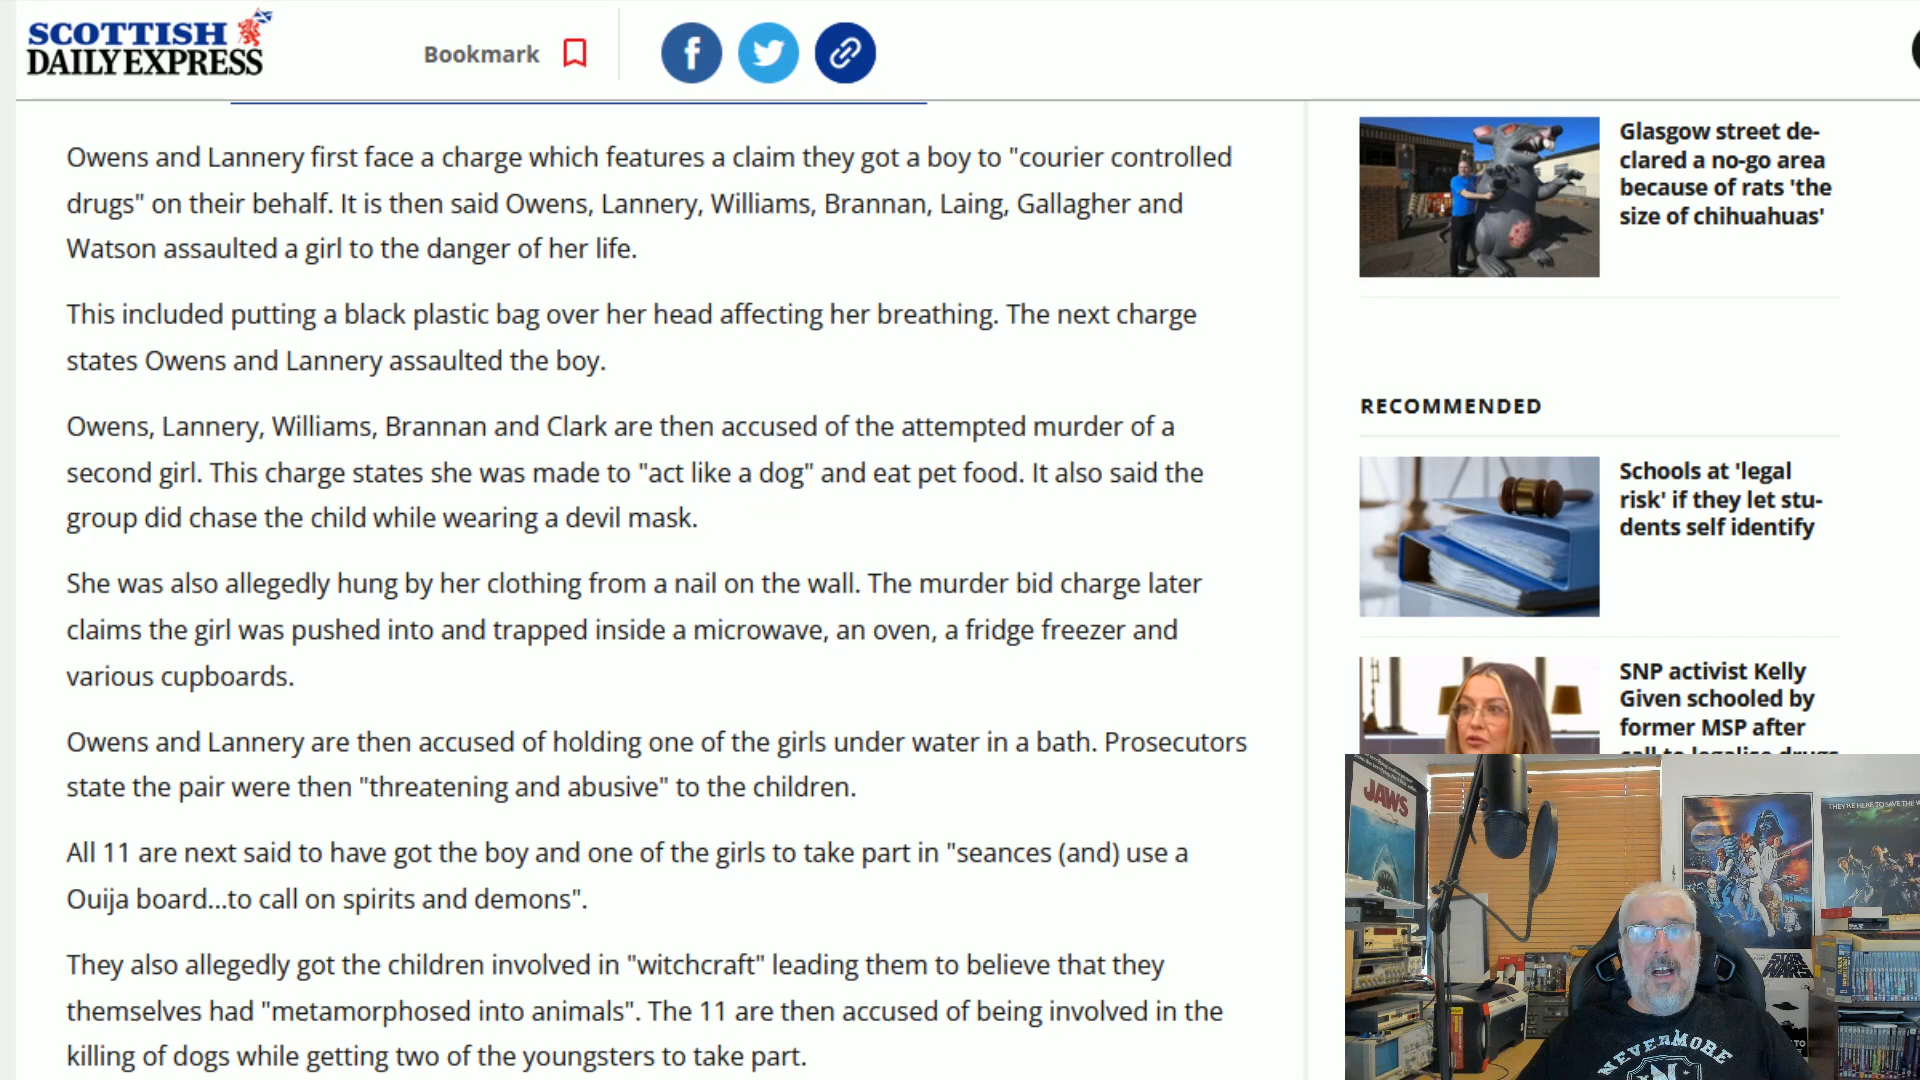 SCOTTISH
DAILY EXPRESS
Bookmark
Owens and Lannery first face a charge which features a claim they got a boy to "courier controlled
drugs" on their behalf. It is then said Owens, Lannery, Williams, Brannan, Laing, Gallagher and
Watson assaulted a girl to the danger of her life.
This included putting a black plastic bag over her head affecting her breathing. The next charge
states Owens and Lannery assaulted the boy.
Owens, Lannery, Williams, Brannan and Clark are then accused of the attempted murder of a
second girl. This charge states she was made to "act like a dog" and eat pet food. It also said the
group did chase the child while wearing a devil mask.
She was also allegedly hung by her clothing from a nail on the wall. The murder bid charge later
claims the girl was pushed into and trapped inside a microwave, an oven, a fridge freezer and
various cupboards.
Owens and Lannery are then accused of holding one of the girls under water in a bath. Prosecutors
state the pair were then "threatening and abusive" to the children.
All 11 are next said to have got the boy and one of the girls to take part in "seances (and) use a
Ouija board...to call on spirits and demons".
They also allegedly got the children involved in "witchcraft" leading them to believe that they
themselves had "metamorphosed into animals". The 11 are then accused of being involved in the
killing of dogs while getting two of the youngsters to take part.
Glasgow street de-
clared a no-go area
because of rats 'the
size of chihuahuas'
RECOMMENDED
Schools at 'legal
risk' if they let stu-
dents self identify
SNP activist Kelly
Given schooled by
former MSP after
call to legalise drugs
JAWS
THEY'RE HERE TO SAVE THE
STAR
WARS
TO
NEVERMORE
N